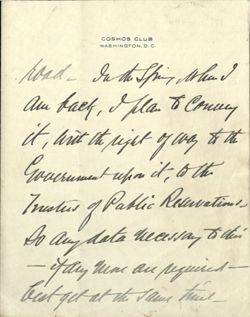 COSMOS CLUB
WASHINGTON, D.C.
road – In the Spring, when I
am back, I plan to convey
it, with the right of way to the
Government upon it, to the
Trustees of Public Reservations.
So any data necessary to this
– if any more are required –
best get at the same time –